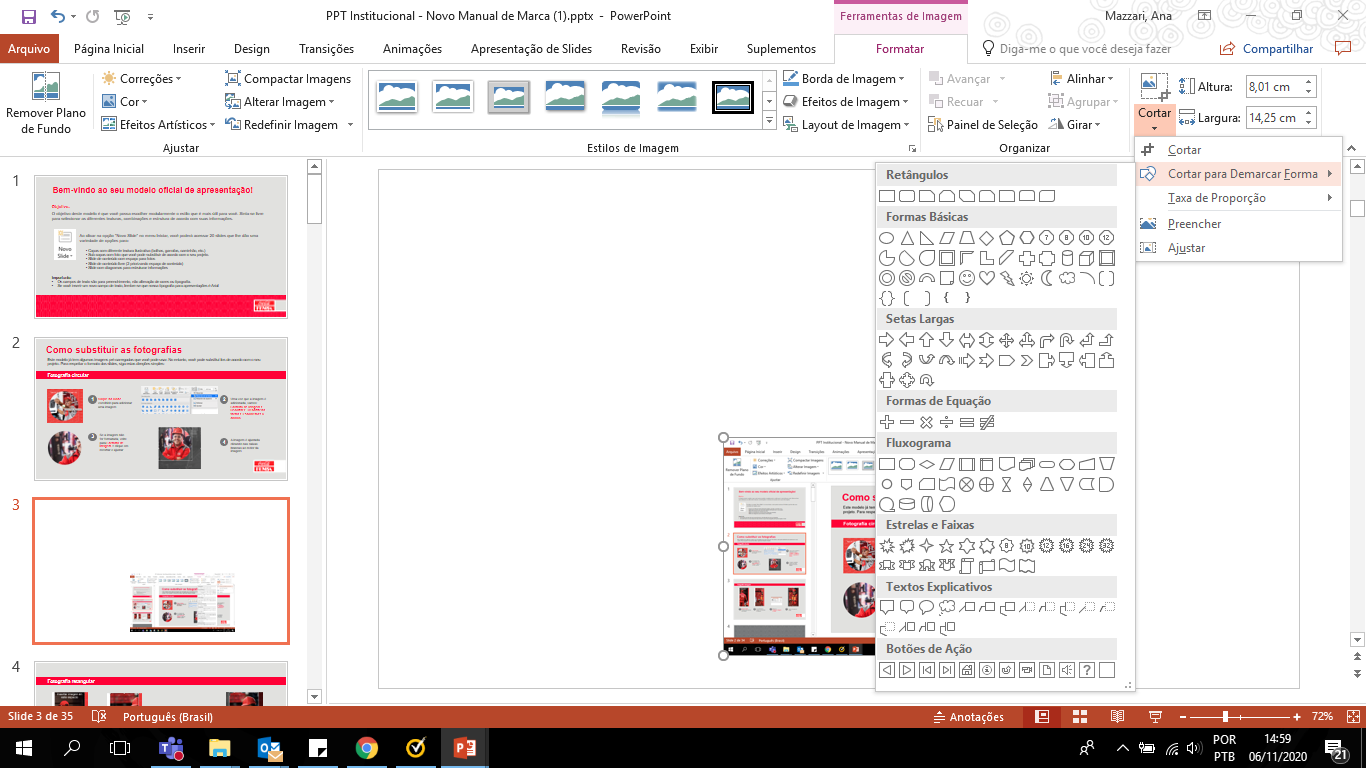 PPT Institucional - Novo Manual de Marca (1).pptx - PowerPoint
Ferramentas de Imagem
Mazzari, Ana
Arquivo
Página Inicial
Inserir
Design
Transições
Animações
Apresentação de Slides
Revisão
Exibir
Suplementos
Formatar
Diga-me o que você deseja fazer
Compartilhar
Remover Plano de Fundo
Correções
Cor
Efeitos Artísticos
Compactar Imagens
Alterar Imagem
Redefinir Imagem
Ajustar
Estilos de Imagem
Borda de Imagem
Efeitos de Imagem
Layout de Imagem
Avançar
Recuar
Painel de Seleção
Alinhar
Agrupar
Girar
Organizar
Cortar
Altura: 8,01 cm
Largura: 14,25 cm
Cortar
Cortar para Demarcar Forma
Taxa de Proporção
Preencher
Ajustar
Retângulos
Formas Básicas
Setas Largas
Formas de Equação
Fluxograma
Estrelas e Faixas
Textos Explicativos
Botões de Ação
1
Bem-vindo ao seu modelo oficial de apresentação!
Novo
Slide
2
Como substituir as fotografias
Fotografia circular
3
4
Fotografia retangular
Slide 3 de 35
Português (Brasil)
Anotações
72%
POR
PTB
14:59
06/11/2020
21